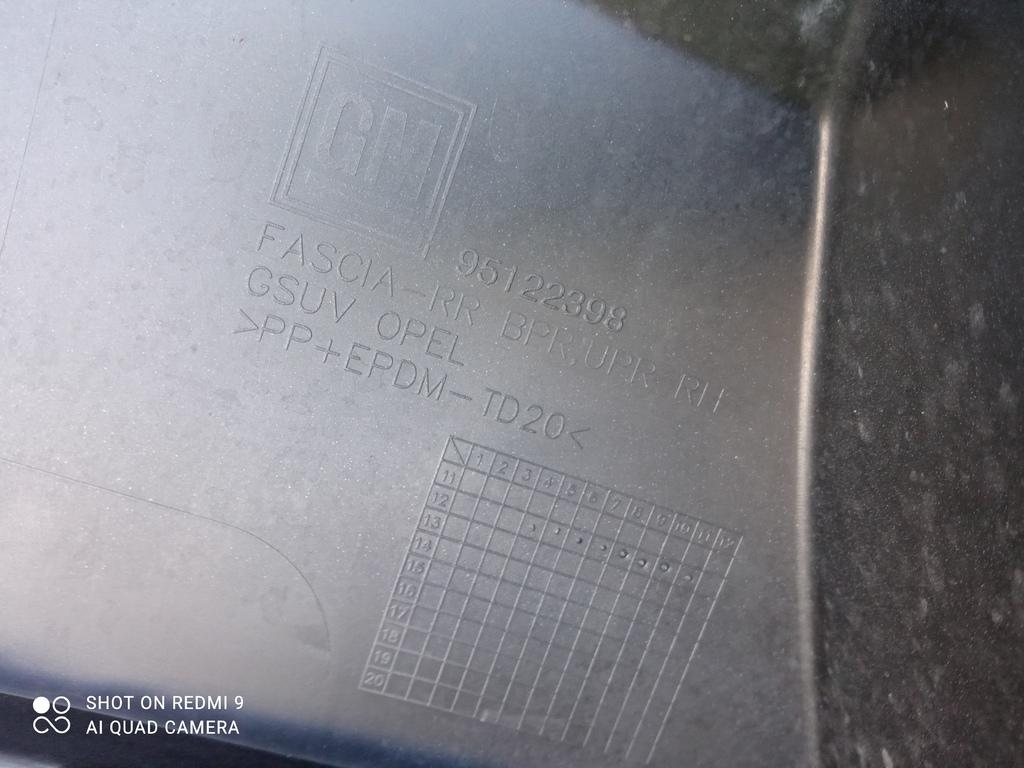 GM
95122398
FASCIA-RR BPR UPR RH
GSUV OPEL
>PP+EPDM-TD20<
1 2 3 4 5 6 7 8 9 10 11 12
11
12
13
14
15
16
17
18
19
20
SHOT ON REDMI 9
AI QUAD CAMERA